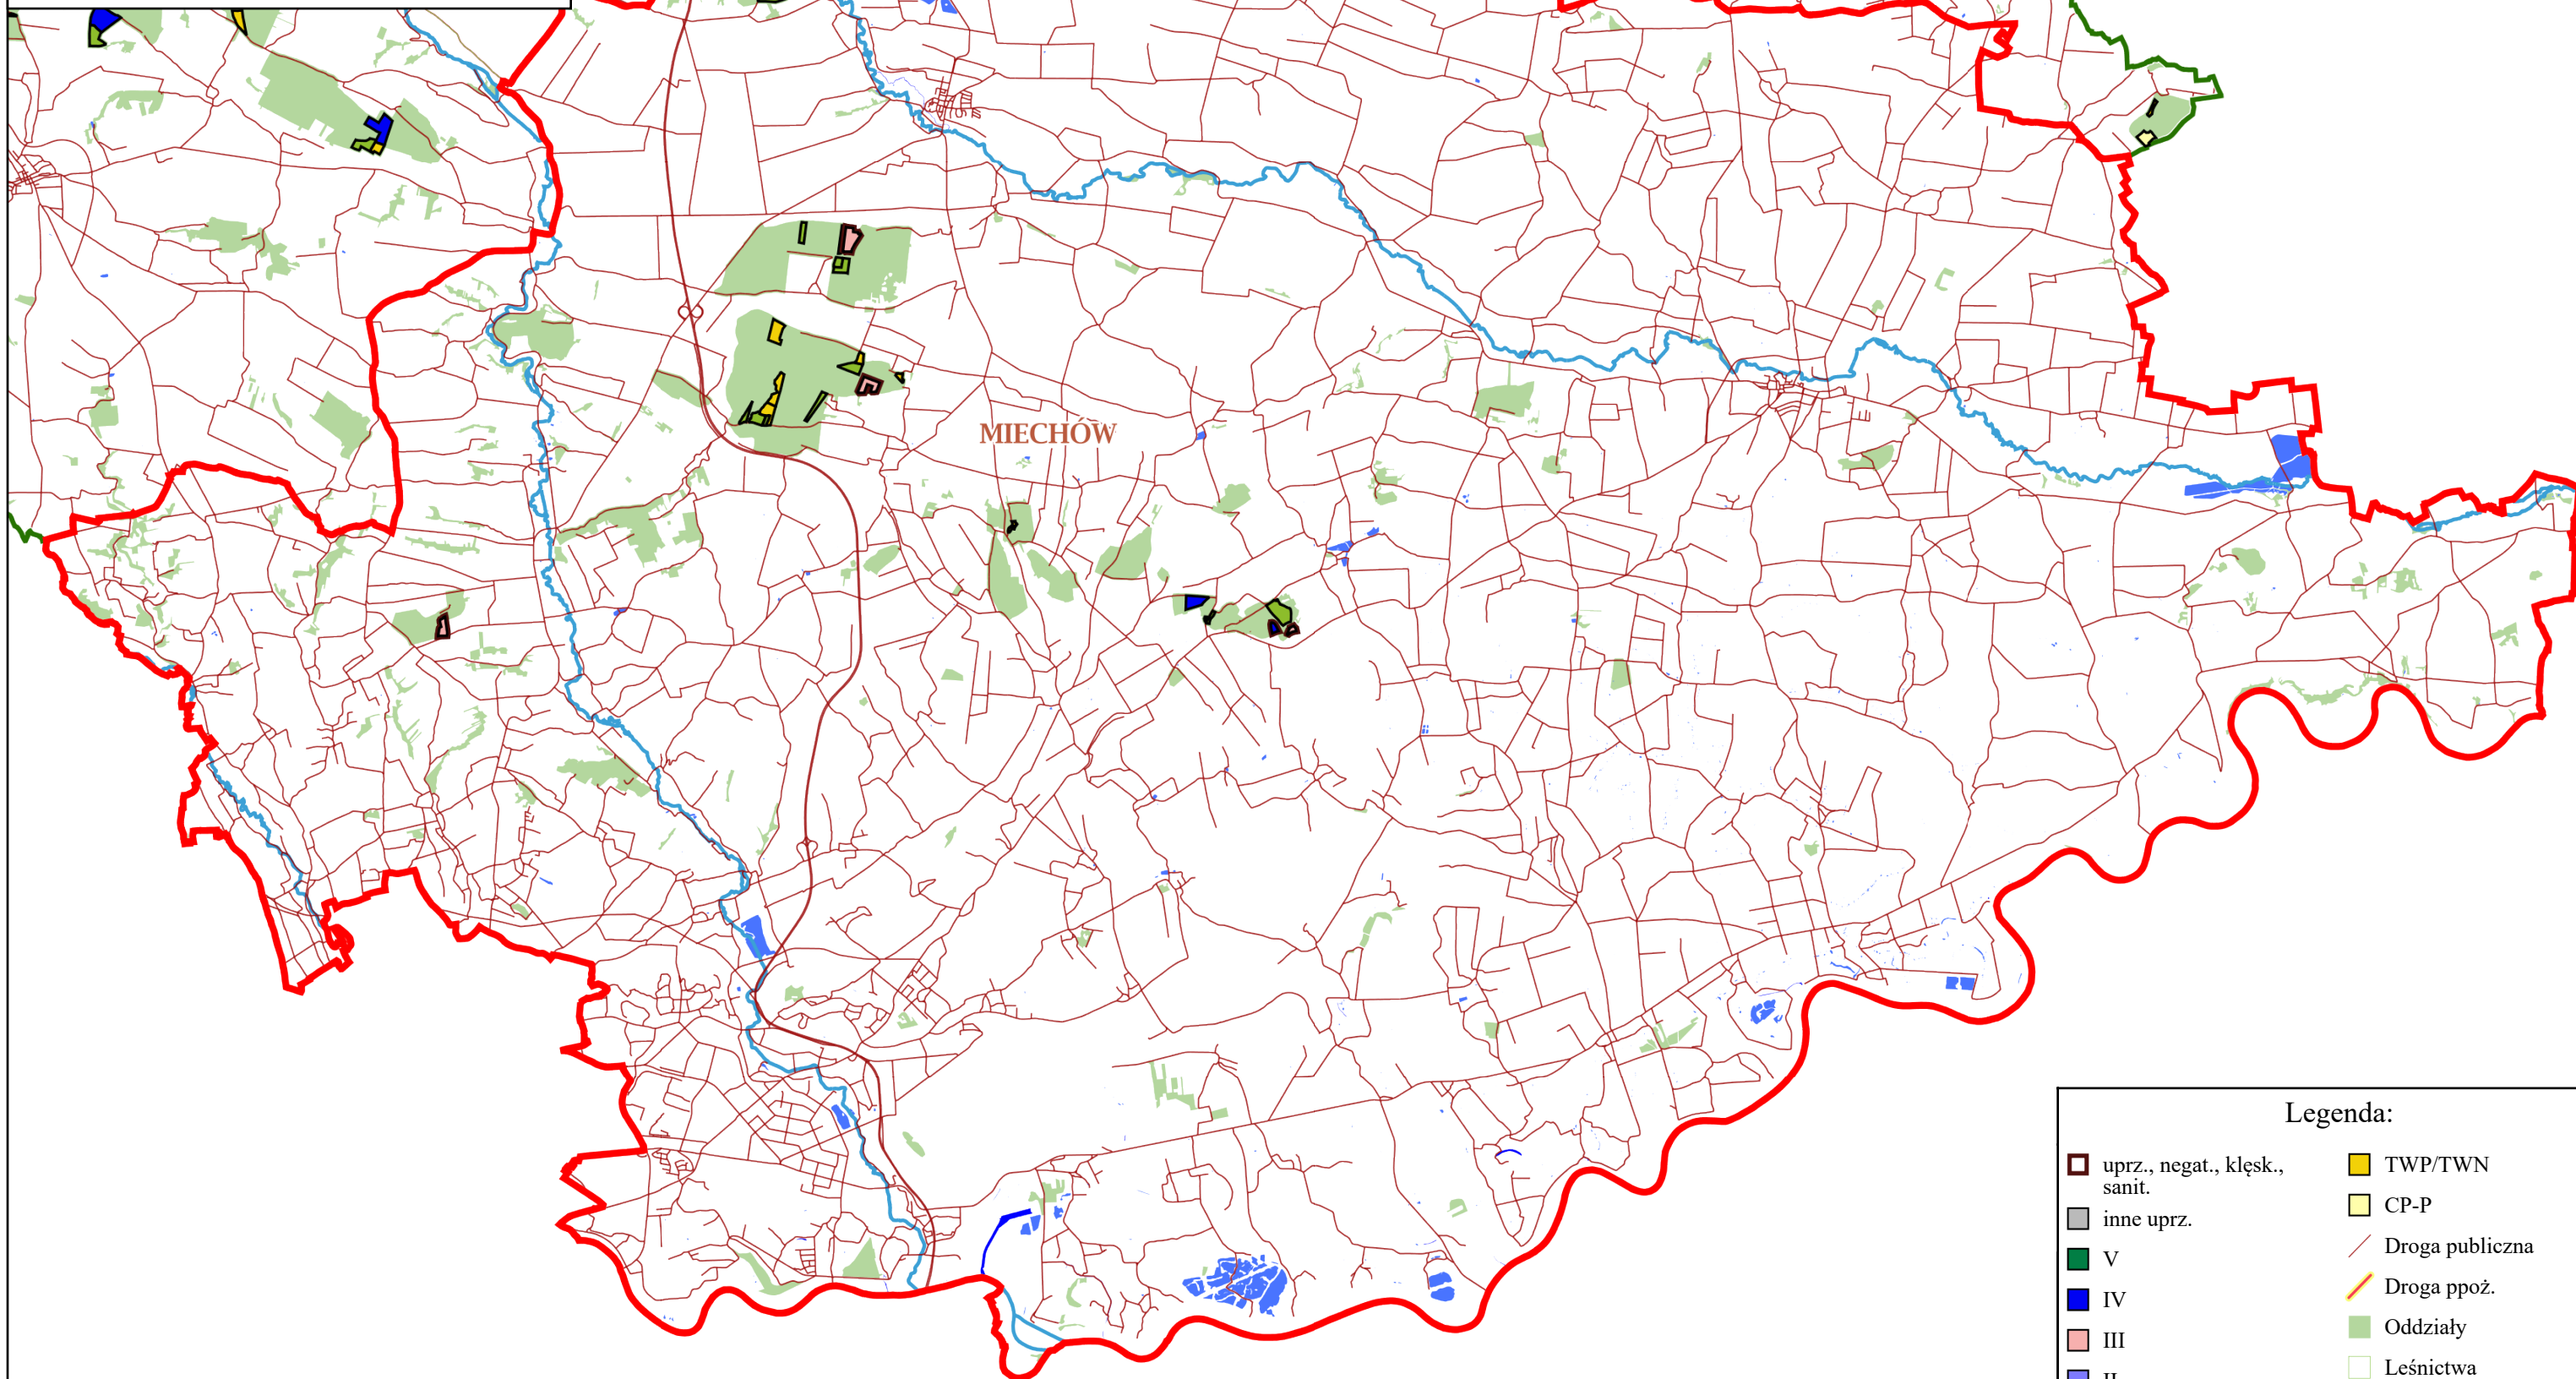 MIECHÓW
Legenda:
uprz., negat., klęsk.,
sanit.
inne uprz.
V
IV
III
II
TWP/TWN
CP-P
Droga publiczna
Droga ppoż.
Oddziały
Leśnictwa